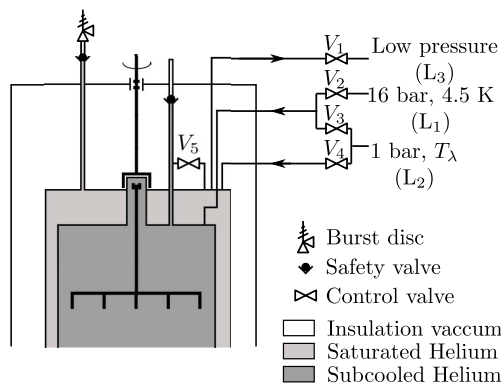 V₁
Low pressure
(L₃)
V₂
16 bar, 4.5 K
(L₁)
V₃
V₄
1 bar, T_λ
(L₂)
V₅
Burst disc
Safety valve
Control valve
Insulation vaccum
Saturated Helium
Subcooled Helium